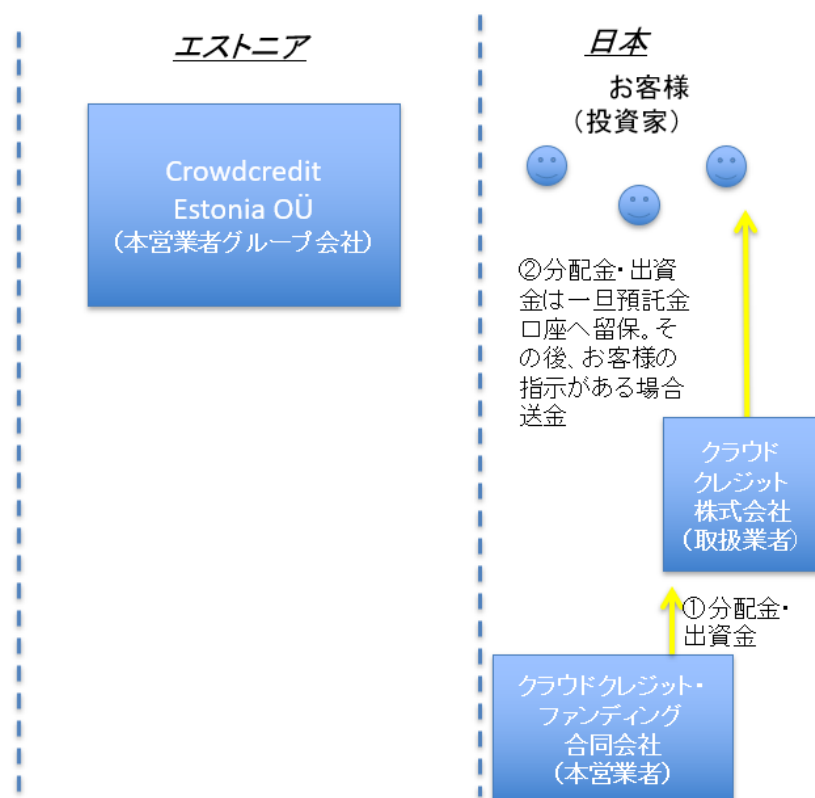 エストニア
Crowdcredit
Estonia OÜ
（本営業者グループ会社）
日本
お客様
（投資家）
②分配金・出資
金は一旦預託金
口座へ留保。そ
の後、お客様の
指示がある場合
送金
クラウド
クレジット
株式会社
（取扱業者）
①分配金・
出資金
クラウドクレジット・
ファンディング
合同会社
（本営業者）